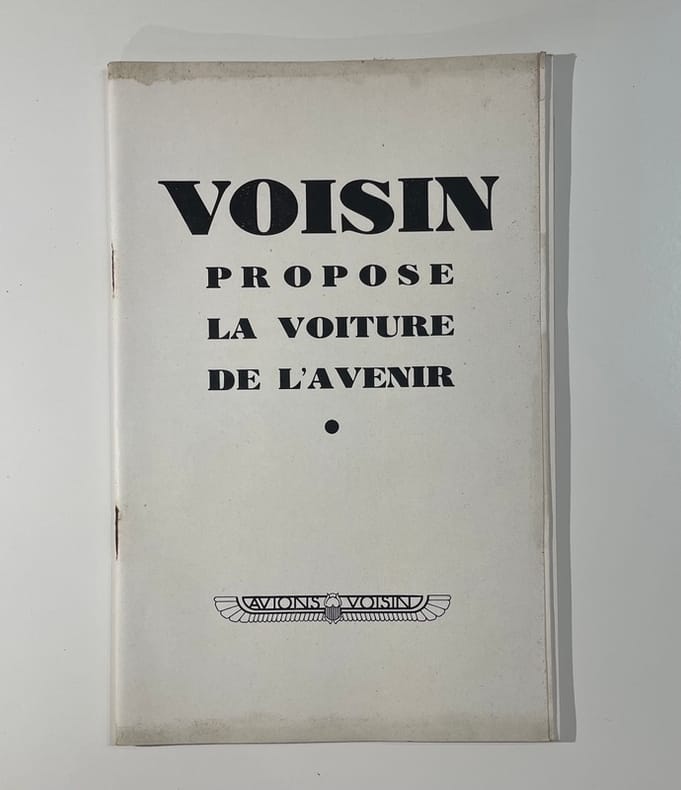 VOISIN
PROPOSE
LA VOITURE
DE L'AVENIR
AVIONS VOISIN